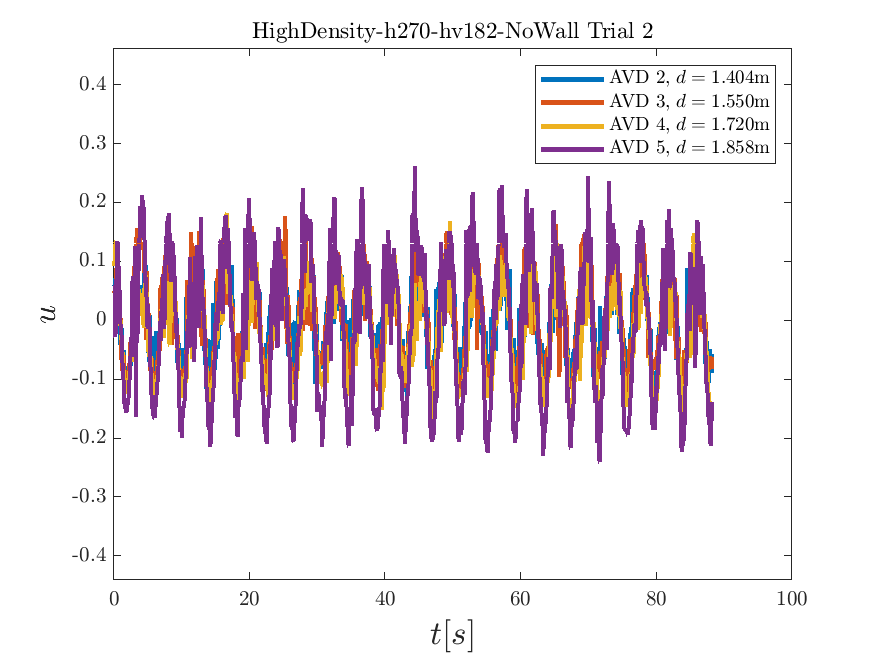 HighDensity-h270-hv182-NoWall Trial 2
AVD 2, d = 1.404m
AVD 3, d = 1.550m
AVD 4, d = 1.720m
AVD 5, d = 1.858m
0.4
0.3
0.2
0.1
0
-0.1
-0.2
-0.3
-0.4
u
0 20 40 60 80 100
t[s]